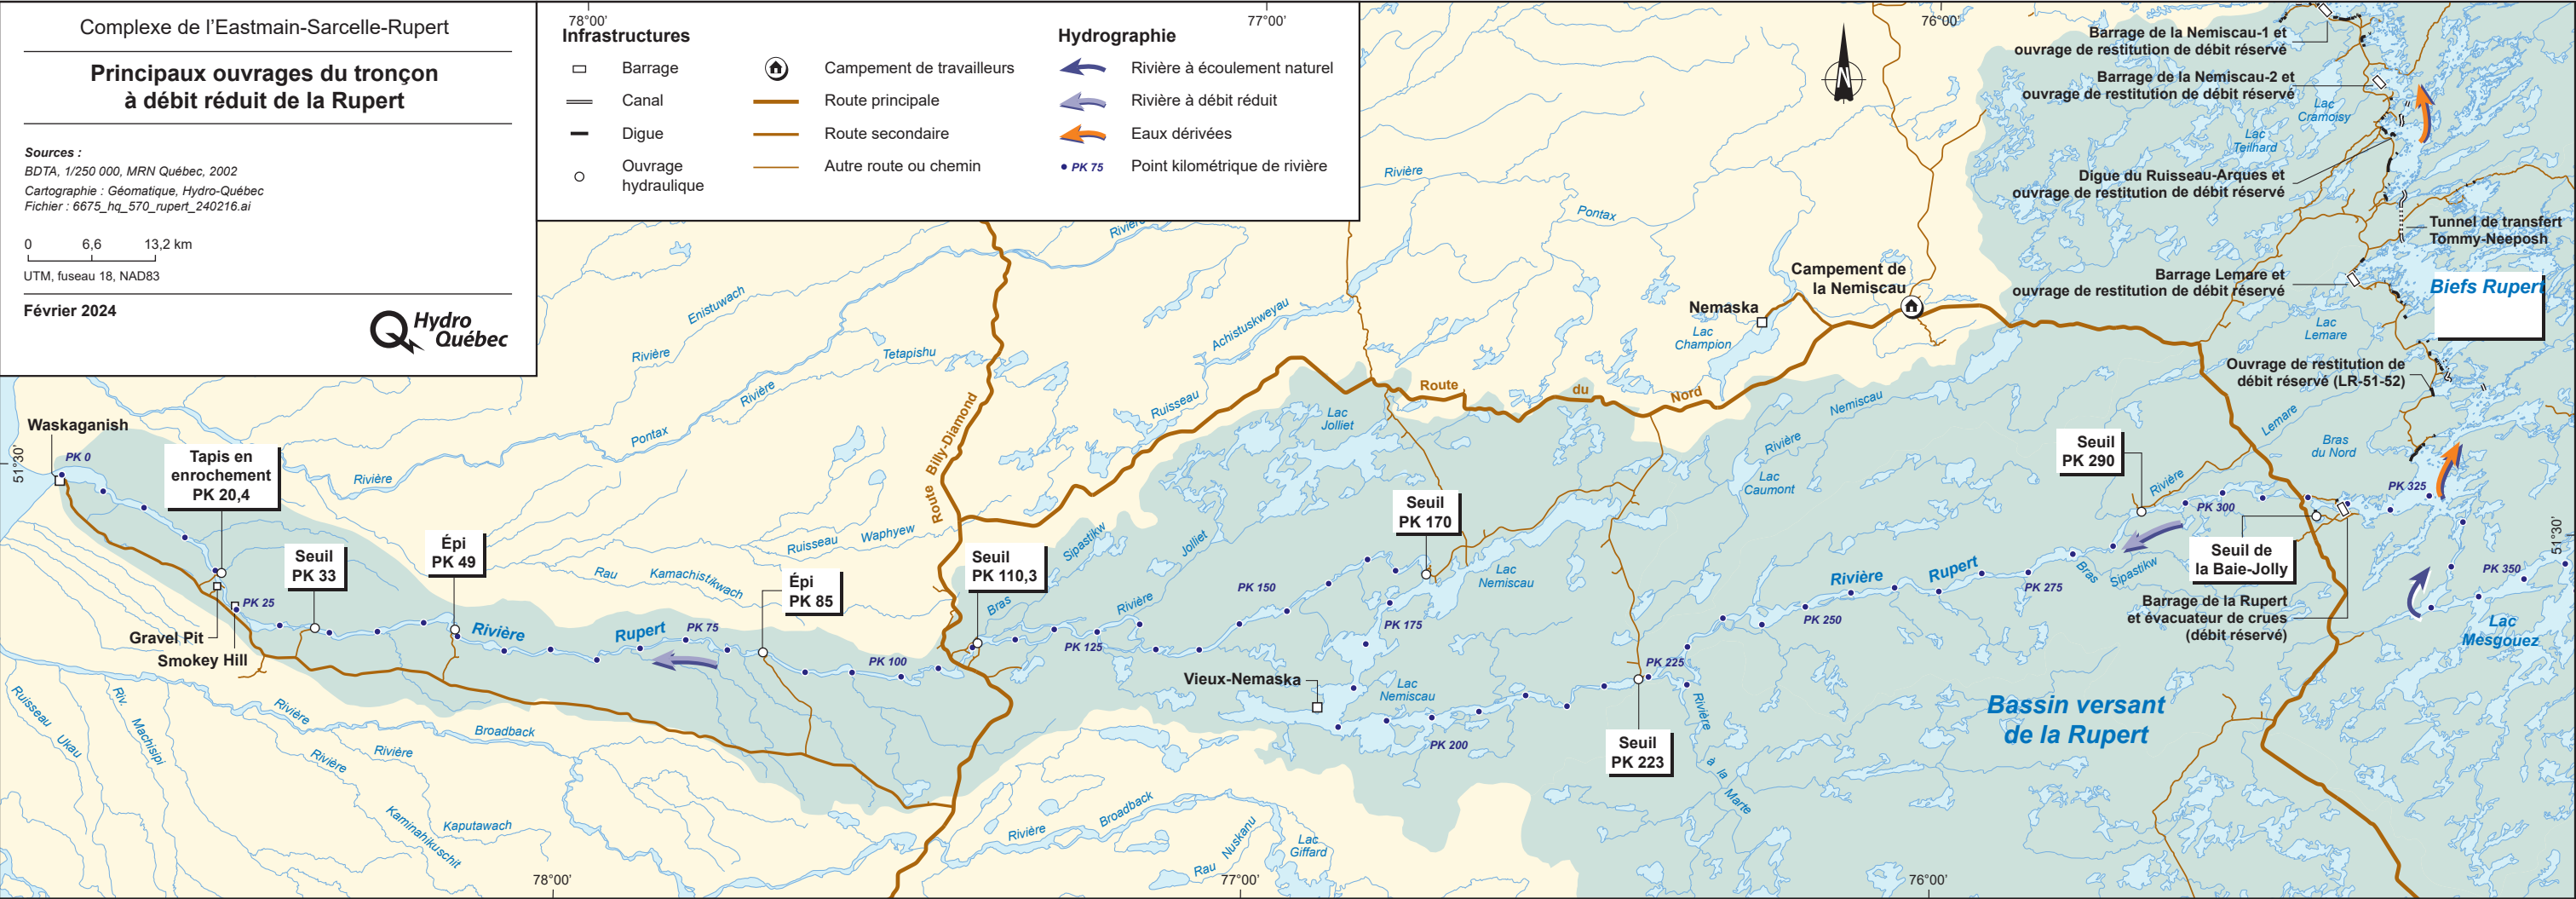 Complexe de l'Eastmain-Sarcelle-Rupert
Principaux ouvrages du tronçon
à débit réduit de la Rupert
Sources :
BDTA, 1/250 000, MRN Québec, 2002
Cartographie : Géomatique, Hydro-Québec
Fichier : 6675_hq_570_rupert_240216.ai
0 6,6 13,2 km
UTM, fuseau 18, NAD83
Février 2024
Hydro
Québec
78°00'
77°00'
76°00'
Infrastructures
Barrage
Canal
Digue
Ouvrage
hydraulique
Campement de travailleurs
Route principale
Route secondaire
Autre route ou chemin
Hydrographie
Rivière à écoulement naturel
Rivière à débit réduit
Eaux dérivées
PK 75
Point kilométrique de rivière
N
Barrage de la Nemiscau-1 et
ouvrage de restitution de débit réservé
Barrage de la Nemiscau-2 et
ouvrage de restitution de débit réservé
Lac
Cramoisy
Lac
Teilhard
Digue du Ruisseau-Arques et
ouvrage de restitution de débit réservé
Tunnel de transfert
Tommy-Neeposh
Barrage Lemare et
ouvrage de restitution de débit réservé
Biefs Rupert
Lac
Lemare
Ouvrage de restitution de
débit réservé (LR-51-52)
Rivière
Pontax
Rivière
Campement de
la Nemiscau
Nemaska
Lac
Champion
Rivière
Enistuwach
Rivière
Tetapishu
Rivière
Pontax
Rivière
Ruisseau
Achistuskweyau
Route
du
Nord
Route
Billy-Diamond
Lac
Jolliet
Rivière
Nemiscau
Lac
Caumont
Lemare
Rivière
Bras
du Nord
Waskaganish
51°30'
PK 0
Tapis en
enrochement
PK 20,4
Seuil
PK 33
Épi
PK 49
Épi
PK 85
Seuil
PK 110,3
Seuil
PK 170
Seuil
PK 223
Seuil
PK 290
Seuil de
la Baie-Jolly
PK 300
PK 325
PK 350
51°30'
Ruisseau
Waphyew
Rau
Kamachistikwach
Bras
Sipastikw
Jolliet
Rivière
Lac
Nemiscau
PK 25
Gravel Pit
Smokey Hill
Rivière
Rupert
PK 75
PK 100
PK 125
PK 150
PK 175
Vieux-Nemaska
Lac
Nemiscau
PK 200
PK 225
PK 250
Rivière
Rupert
PK 275
Bras
Sipastikw
Barrage de la Rupert
et évacuateur de crues
(débit réservé)
Lac
Mesgouez
Bassin versant
de la Rupert
Rivière
à la
Marte
Ruisseau
Ukau
Riv.
Machisipi
Rivière
Broadback
Rivière
Rivière
Kaminahikuschit
Kaputawach
Rivière
Broadback
Rau
Nuskanu
Lac
Giffard
78°00'
77°00'
76°00'